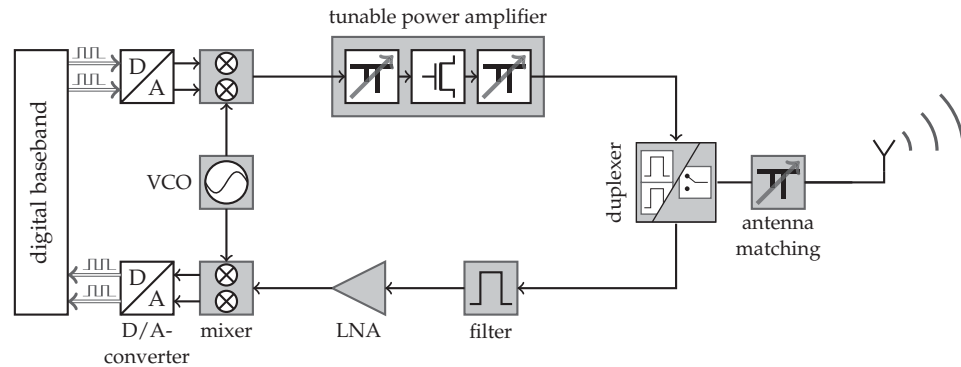 tunable power amplifier
digital baseband
D
A
VCO
duplexer
antenna
matching
D
A
D/A-
converter
mixer
LNA
filter